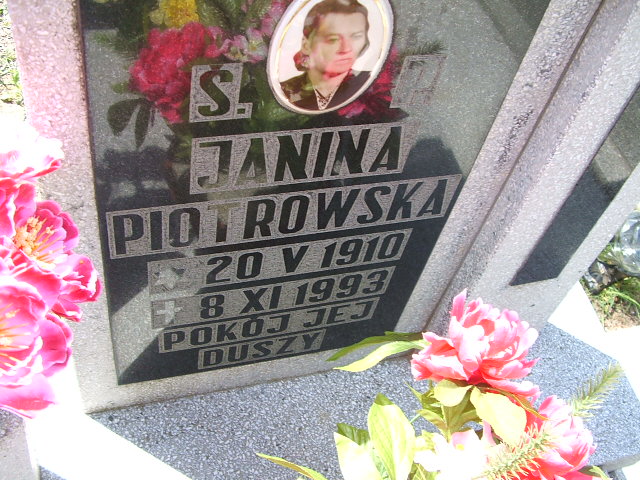 S. P.
JANINA
PIOTROWSKA
20 V 1910
8 XI 1993
POKÓJ JEJ
DUSZY